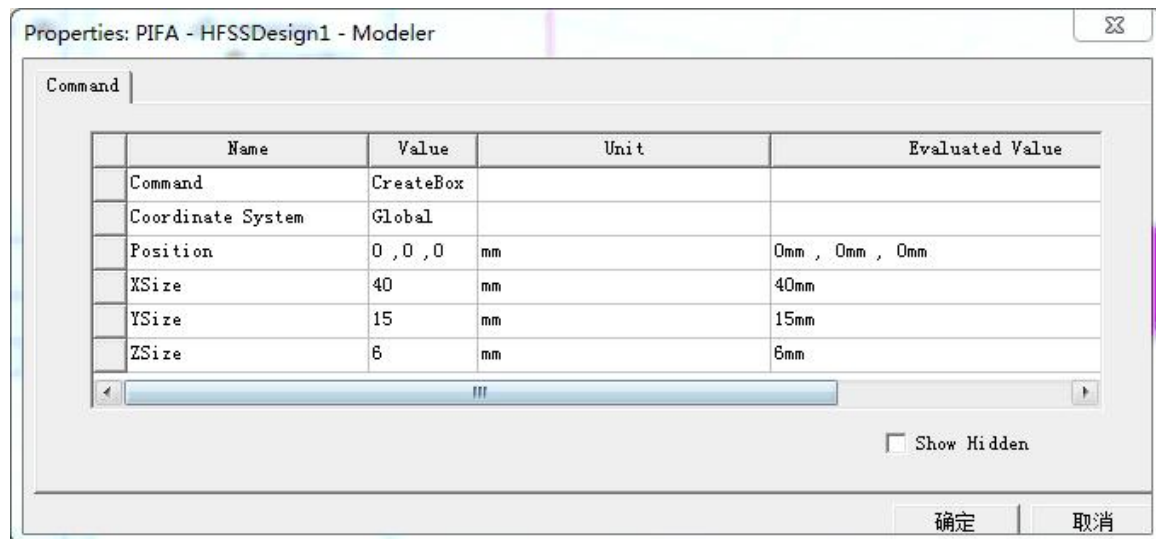 Properties: PIFA - HFSSDesign1 - Modeler
Command
Name Value Unit Evaluated Value
Command CreateBox
Coordinate System Global
Position 0 ,0 ,0 mm 0mm , 0mm , 0mm
XSize 40 mm 40mm
YSize 15 mm 15mm
ZSize 6 mm 6mm
Show Hidden
确定 取消